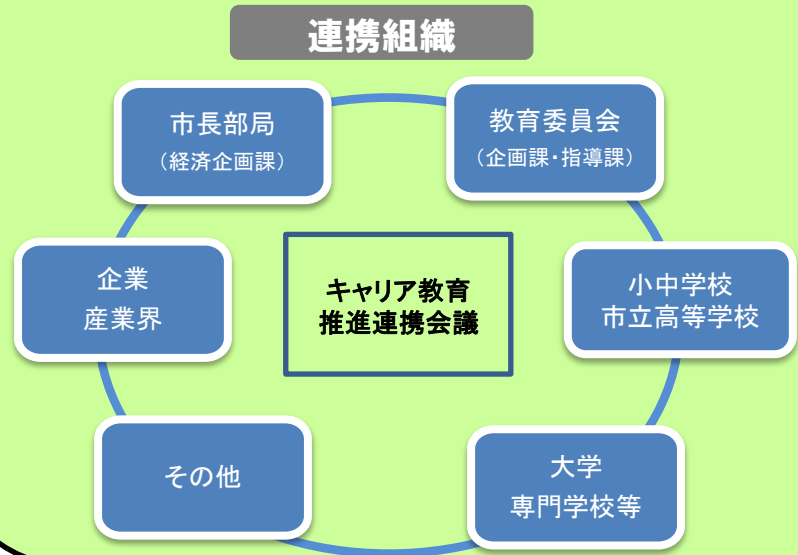 連携組織
市長部局
（経済企画課）
教育委員会
（企画課・指導課）
企業
産業界
キャリア教育
推進連携会議
小中学校
市立高等学校
その他
大学
専門学校等